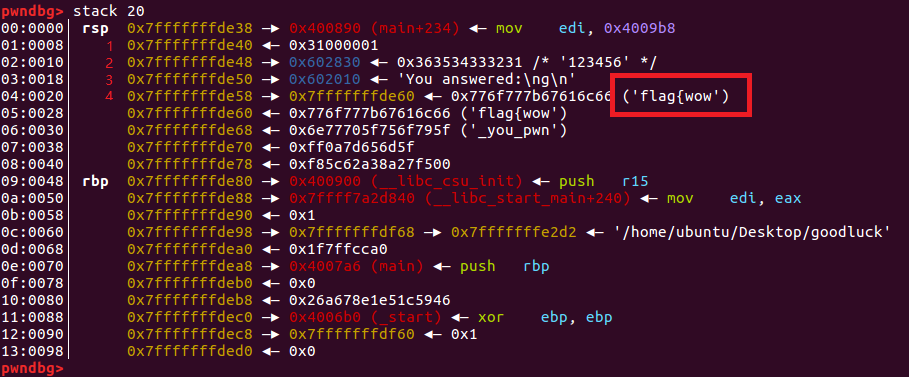 pwndbg> stack 20
00:0000│ rsp 0x7fffffffde38 —▸ 0x400890 (main+234) ◂— mov edi, 0x4009b8
01:0008│ 1 0x7fffffffde40 ◂— 0x31000001
02:0010│ 2 0x7fffffffde48 —▸ 0x602830 ◂— 0x363534333231 /* '123456' */
03:0018│ 3 0x7fffffffde50 —▸ 0x602010 ◂— 'You answered:\ng\n'
04:0020│ 4 0x7fffffffde58 —▸ 0x7fffffffde60 ◂— 0x776f777b67616c66 ('flag{wow')
05:0028│ 0x7fffffffde60 ◂— 0x776f777b67616c66 ('flag{wow')
06:0030│ 0x7fffffffde68 ◂— 0x6e77705f756f795f ('_you_pwn')
07:0038│ 0x7fffffffde70 ◂— 0xff0a7d656d5f
08:0040│ 0x7fffffffde78 ◂— 0xf85c62a38a27f500
09:0048│ rbp 0x7fffffffde80 —▸ 0x400900 (__libc_csu_init) ◂— push r15
0a:0050│ 0x7fffffffde88 —▸ 0x7ffff7a2d840 (__libc_start_main+240) ◂— mov edi, eax
0b:0058│ 0x7fffffffde90 ◂— 0x1
0c:0060│ 0x7fffffffde98 —▸ 0x7fffffffdf68 —▸ 0x7fffffffe2d2 ◂— '/home/ubuntu/Desktop/goodluck'
0d:0068│ 0x7fffffffdea0 ◂— 0x1f7ffcca0
0e:0070│ 0x7fffffffdea8 —▸ 0x4007a6 (main) ◂— push rbp
0f:0078│ 0x7fffffffdeb0 ◂— 0x0
10:0080│ 0x7fffffffdeb8 ◂— 0x26a678e1e51c5946
11:0088│ 0x7fffffffdec0 —▸ 0x4006b0 (_start) ◂— xor ebp, ebp
12:0090│ 0x7fffffffdec8 —▸ 0x7fffffffdf60 ◂— 0x1
13:0098│ 0x7fffffffded0 ◂— 0x0
pwndbg>